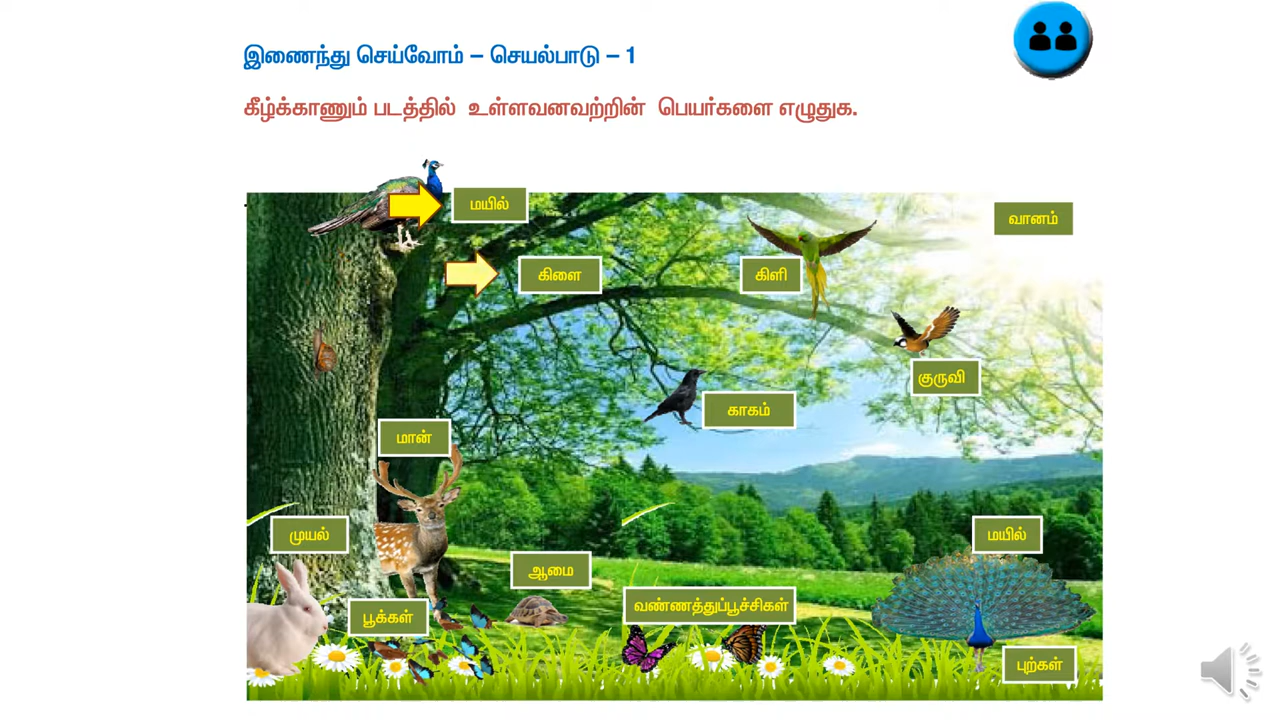 இணைந்து செய்வோம் – செயல்பாடு – 1
கீழ்க்காணும் படத்தில் உள்ளவனவற்றின் பெயர்களை எழுதுக.
மயில்
வானம்
கிளை
கிளி
குருவி
காகம்
மான்
முயல்
மயில்
ஆமை
வண்ணத்துப்பூச்சிகள்
பூக்கள்
புற்கள்